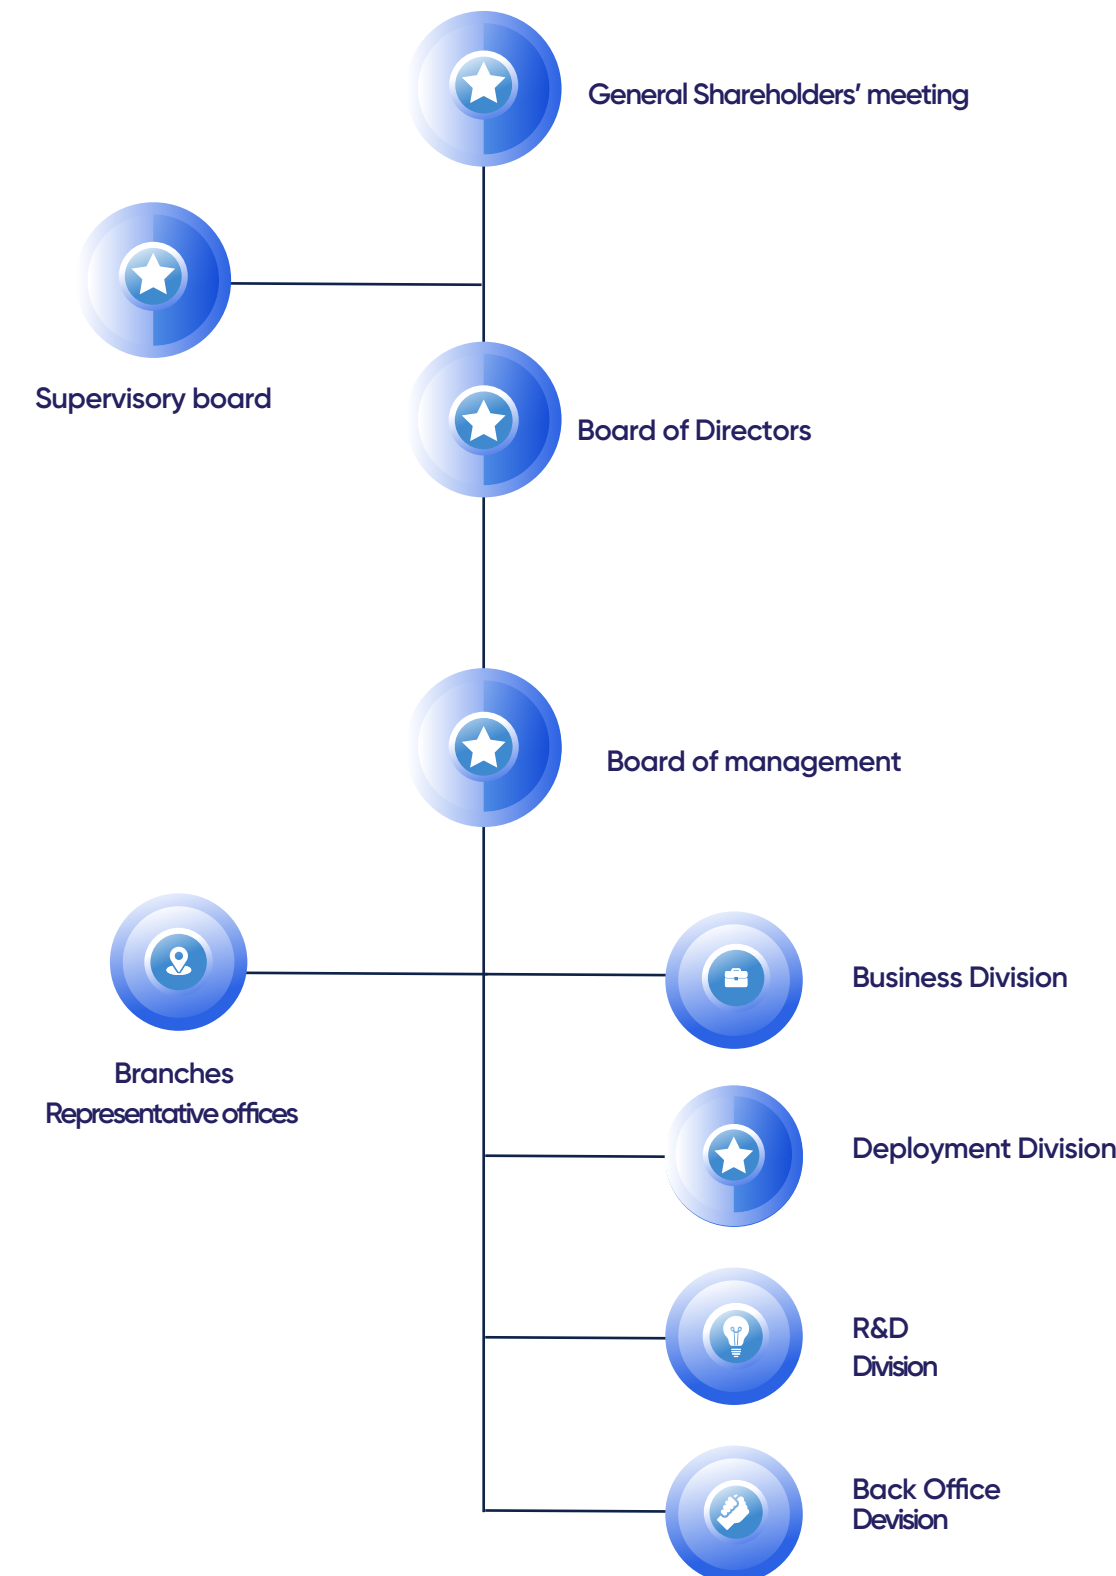 General Shareholders’ meeting
Supervisory board
Board of Directors
Board of management
Branches
Representative offices
Business Division
Deployment Division
R&D
Division
Back Office
Devision